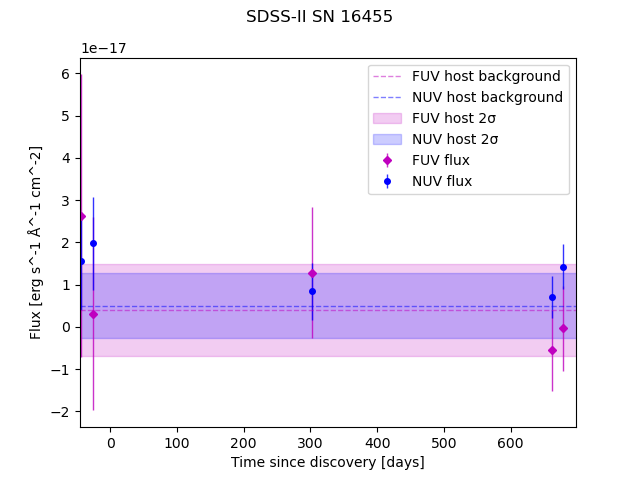 SDSS-II SN 16455
1e−17
6
5
4
3
2
1
0
−1
−2
Flux [erg s^-1 Å^-1 cm^-2]
FUV host background
NUV host background
FUV host 2σ
NUV host 2σ
FUV flux
NUV flux
0 100 200 300 400 500 600
Time since discovery [days]